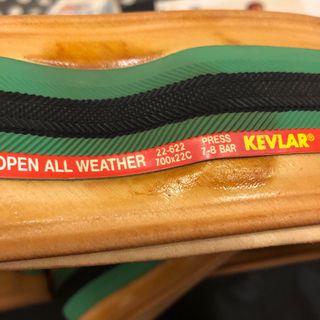 OPEN ALL WEATHER 22-622 PRESS KEVLAR®
700x22C 7-8 BAR